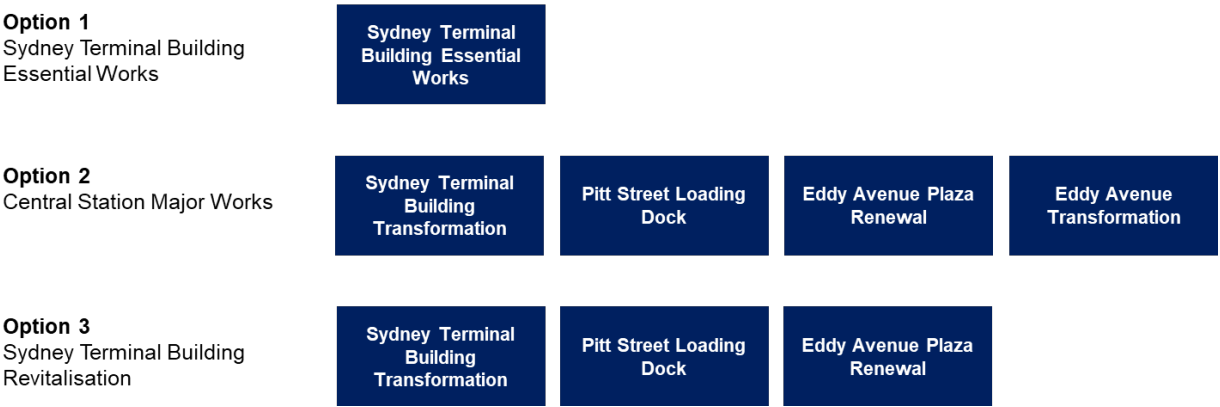 Option 1
Sydney Terminal Building
Essential Works
Sydney Terminal
Building Essential
Works
Option 2
Central Station Major Works
Sydney Terminal
Building
Transformation
Pitt Street Loading
Dock
Eddy Avenue Plaza
Renewal
Eddy Avenue
Transformation
Option 3
Sydney Terminal Building
Revitalisation
Sydney Terminal
Building
Transformation
Pitt Street Loading
Dock
Eddy Avenue Plaza
Renewal